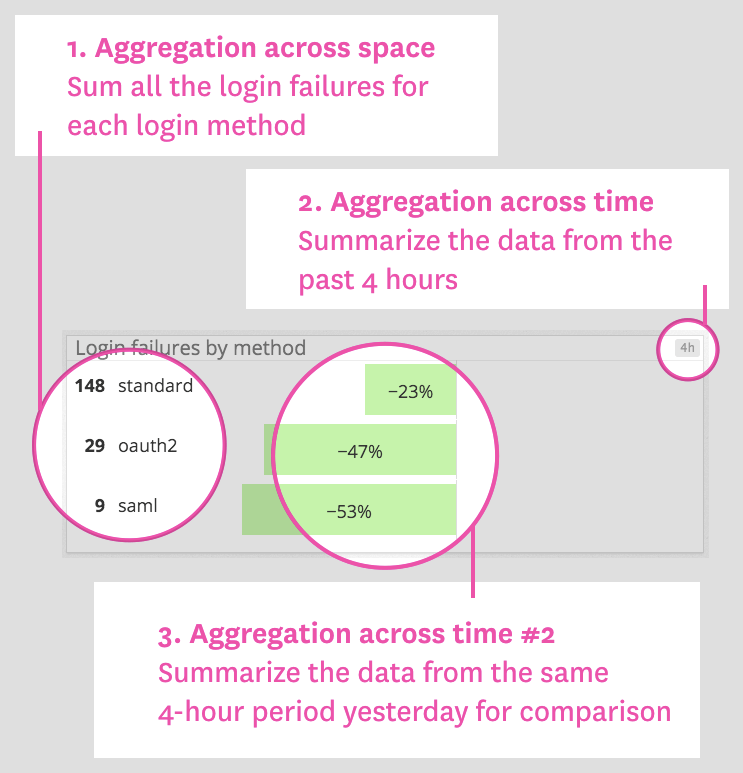 1. Aggregation across space
Sum all the login failures for
each login method
2. Aggregation across time
Summarize the data from the
past 4 hours
Login failures by method
4h
148 standard
−23%
29 oauth2
−47%
9 saml
−53%
3. Aggregation across time #2
Summarize the data from the same
4-hour period yesterday for comparison